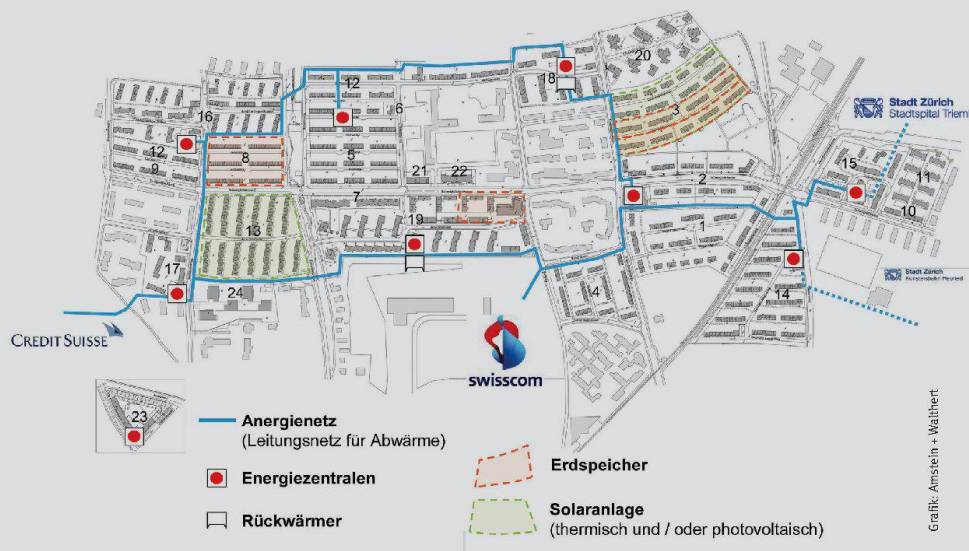 20
18
12
6
3
16
Stadt Zürich
Stadtspital Triemli
12
9
8
5
21
22
2
15
11
7
10
13
19
1
17
24
4
14
Stadt Zürich
CREDIT SUISSE
swisscom
23
Anergienetz
(Leitungsnetz für Abwärme)
Energiezentralen
Rückwärmer
Erdspeicher
Solaranlage
(thermisch und / oder photovoltaisch)
Grafik: Amstein + Walthert